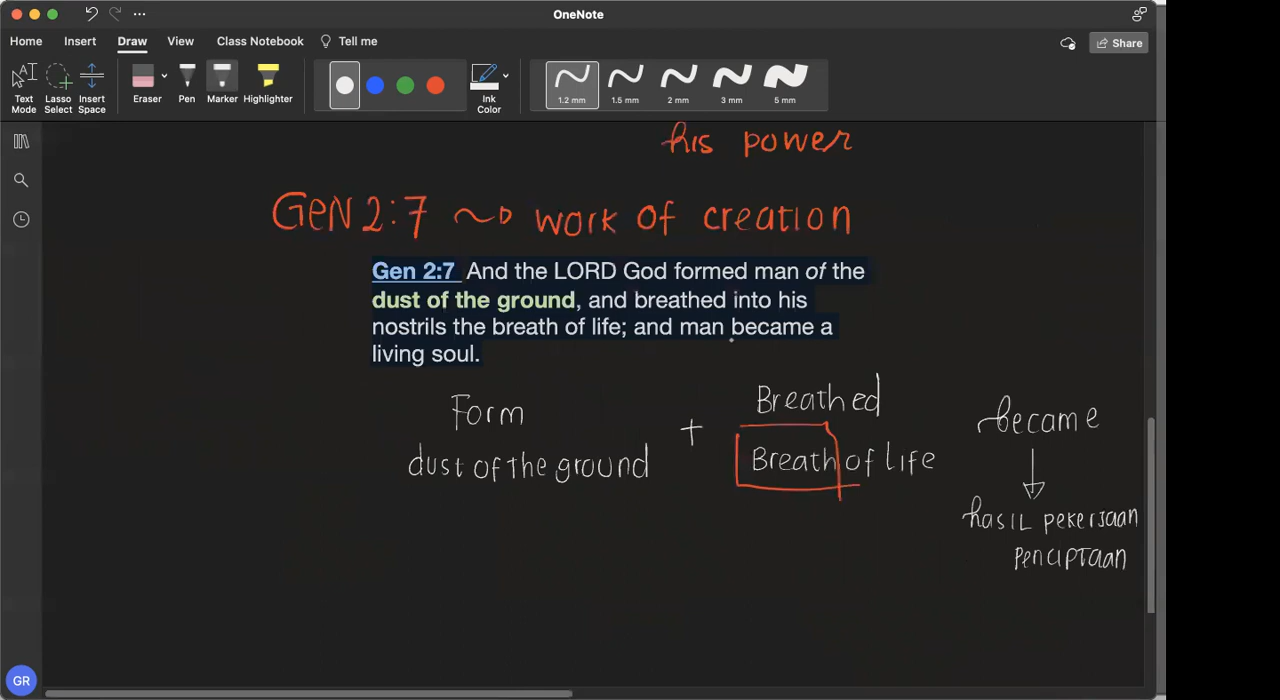 OneNote
Home Insert Draw View Class Notebook Tell me
Share
Text Mode
Lasso Select
Insert Space
Eraser
Pen
Marker
Highlighter
Ink Color
1.2 mm
1.5 mm
2 mm
3 mm
5 mm
his power
GEN 2:7 work of creation
Gen 2:7 And the LORD God formed man of the
dust of the ground, and breathed into his
nostrils the breath of life; and man became a
living soul.
Form
dust of the ground
+
Breathed
Breath of life
became
hasil pekerjaan
penciptaan
GR